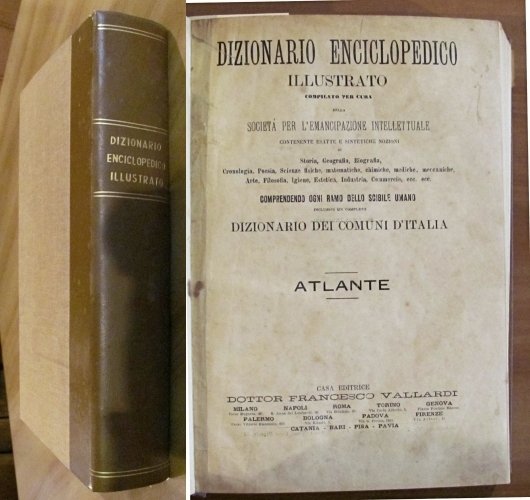 DIZIONARIO
ENCICLOPEDICO
ILLUSTRATO
DIZIONARIO ENCICLOPEDICO
ILLUSTRATO
COMPILATO PER CURA
DELLA
SOCIETÀ PER L'EMANCIPAZIONE INTELLETTUALE
CONTENENTE ESATTE E SINTETICHE NOZIONI
DI
Storia, Geografia, Biografia,
Cronologia, Poesia, Scienze fisiche, matematiche, chimiche, mediche, meccaniche,
Arte, Filosofia, Igiene, Estetica, Industria, Commercio, ecc. ecc.
COMPRENDENDO OGNI RAMO DELLO SCIBILE UMANO
INCLUSOVI UN COMPLETO
DIZIONARIO DEI COMUNI D'ITALIA
ATLANTE
CASA EDITRICE
DOTTOR FRANCESCO VALLARDI
MILANO NAPOLI ROMA TORINO GENOVA
PALERMO BOLOGNA PADOVA FIRENZE
CATANIA - BARI - PISA - PAVIA